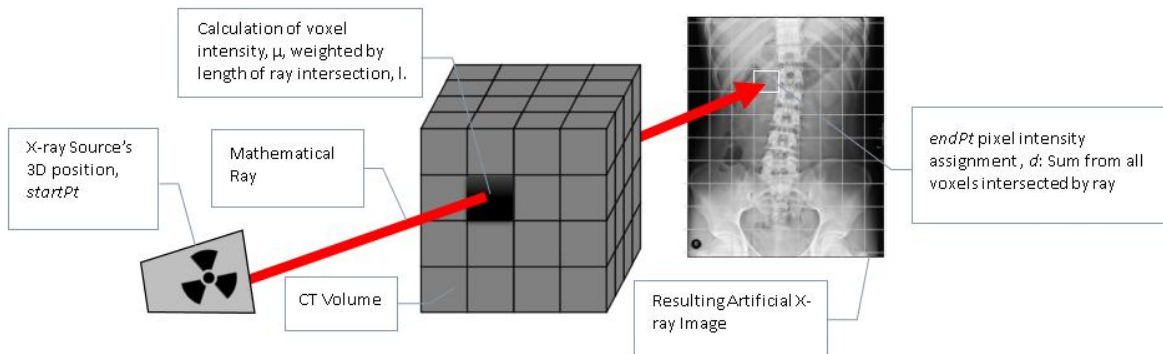 Calculation of voxel
intensity, µ, weighted by
length of ray intersection, l.
X-ray Source's
3D position,
startPt
Mathematical
Ray
CT Volume
endPt pixel intensity
assignment , d: Sum from all
voxels intersected by ray
Resulting Artificial X-
ray Image